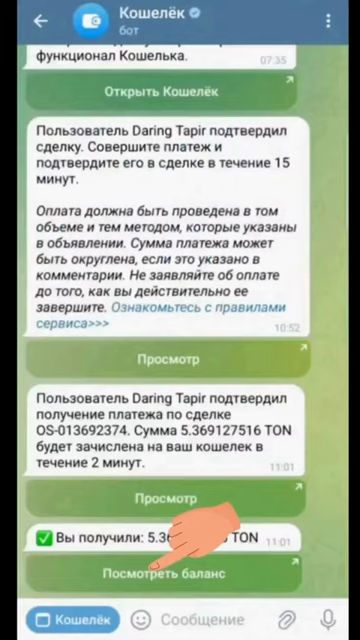 Кошелёк
бот
функционал Кошелька.
07:35
Открыть Кошелёк
Пользователь Daring Tapir подтвердил
сделку. Совершите платеж и
подтвердите его в сделке в течение 15
минут.
Оплата должна быть проведена в том
объеме и тем методом, которые указаны
в объявлении. Сумма платежа может
быть округлена, если это указано в
комментарии. Не заявляйте об оплате
до того, как вы действительно ее
завершите. Ознакомьтесь с правилами
сервиса>>>
10:52
Просмотр
Пользователь Daring Tapir подтвердил
получение платежа по сделке
OS-013692374. Сумма 5.369127516 TON
будет зачислена на ваш кошелек в
течение 2 минут.
11:01
Просмотр
Вы получили: TON
11:01
Посмотреть баланс
Кошелёк
Сообщение